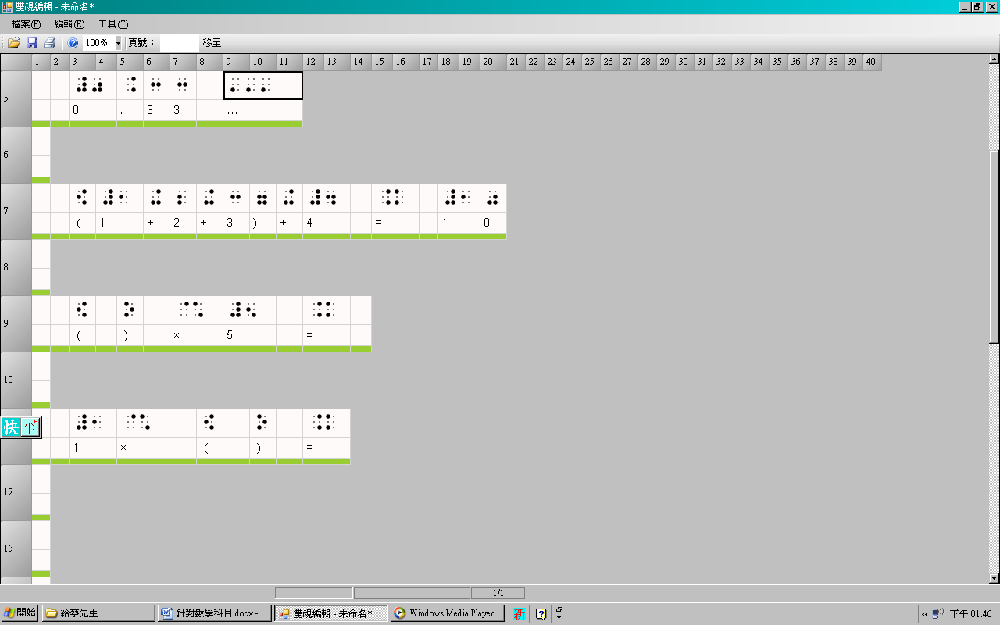 雙視編輯 - 未命名*
檔案(F) 編輯(E) 工具(T)
100% 頁號： 移至
1 2 3 4 5 6 7 8 9 10 11 12 13 14 15 16 17 18 19 20 21 22 23 24 25 26 27 28 29 30 31 32 33 34 35 36 37 38 39 40
5
0 . 3 3 ...
6
7
( 1 + 2 + 3 ) + 4 = 1 0
8
9
( ) × 5 =
10
快 半
1 × ( ) =
12
13
1/1
開始 給蔡先生 針對數學科目.docx - ... 雙視編輯 - 未命名* Windows Media Player 新 « 下午 01:46